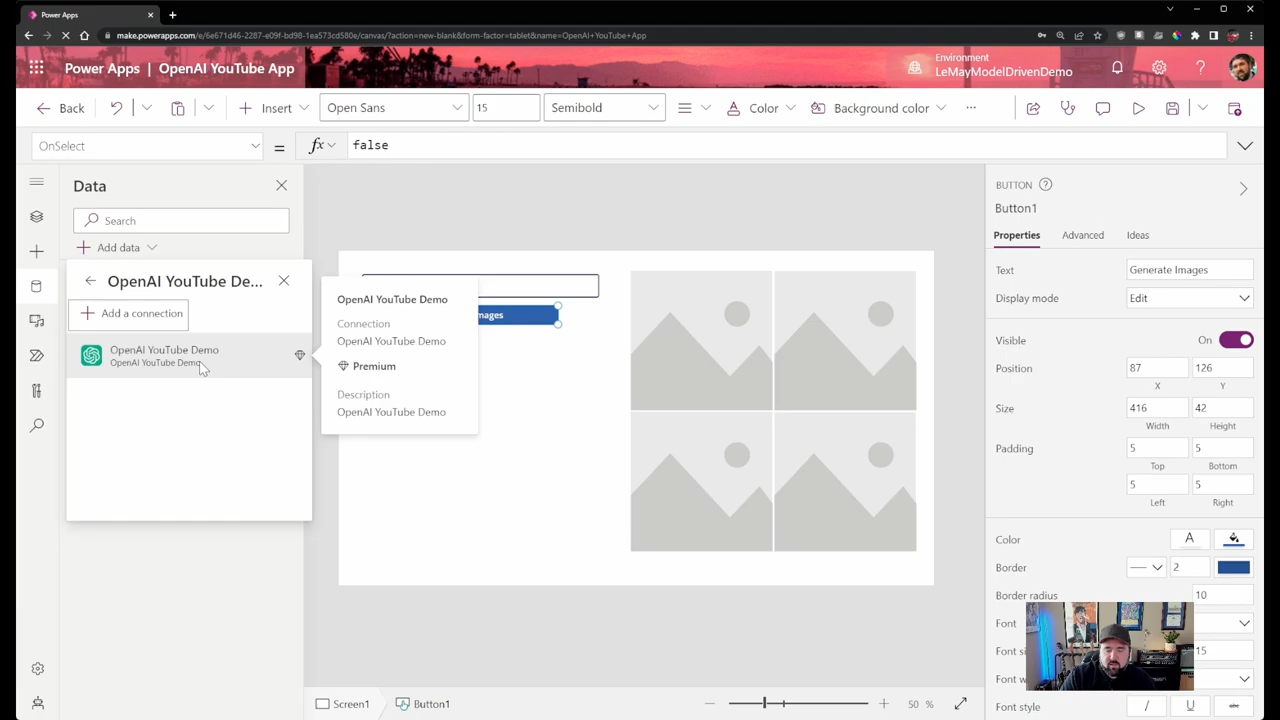 Power Apps
make.powerapps.com/e/6e671d46-2287-e09f-bd98-1ea573cd580e/canvas/?action=new-blank&form-factor=tablet&name=OpenAI+YouTube+App
Power Apps | OpenAI YouTube App
Environment
LeMayModelDrivenDemo
Back
Insert
Open Sans
15
Semibold
Color
Background color
OnSelect
=
fx
false
Data
Search
Add data
OpenAI YouTube De...
Add a connection
OpenAI YouTube Demo
OpenAI YouTube Demo
OpenAI YouTube Demo
Connection
OpenAI YouTube Demo
Premium
Description
OpenAI YouTube Demo
mages
BUTTON
Button1
Properties
Advanced
Ideas
Text
Generate Images
Display mode
Edit
Visible
On
Position
87
126
X
Y
Size
416
42
Width
Height
Padding
5
5
Top
Bottom
5
5
Left
Right
Color
A
Border
2
Border radius
10
Font
Font si
15
Font w
Font style
/
U
abc
Screen1
Button1
50 %